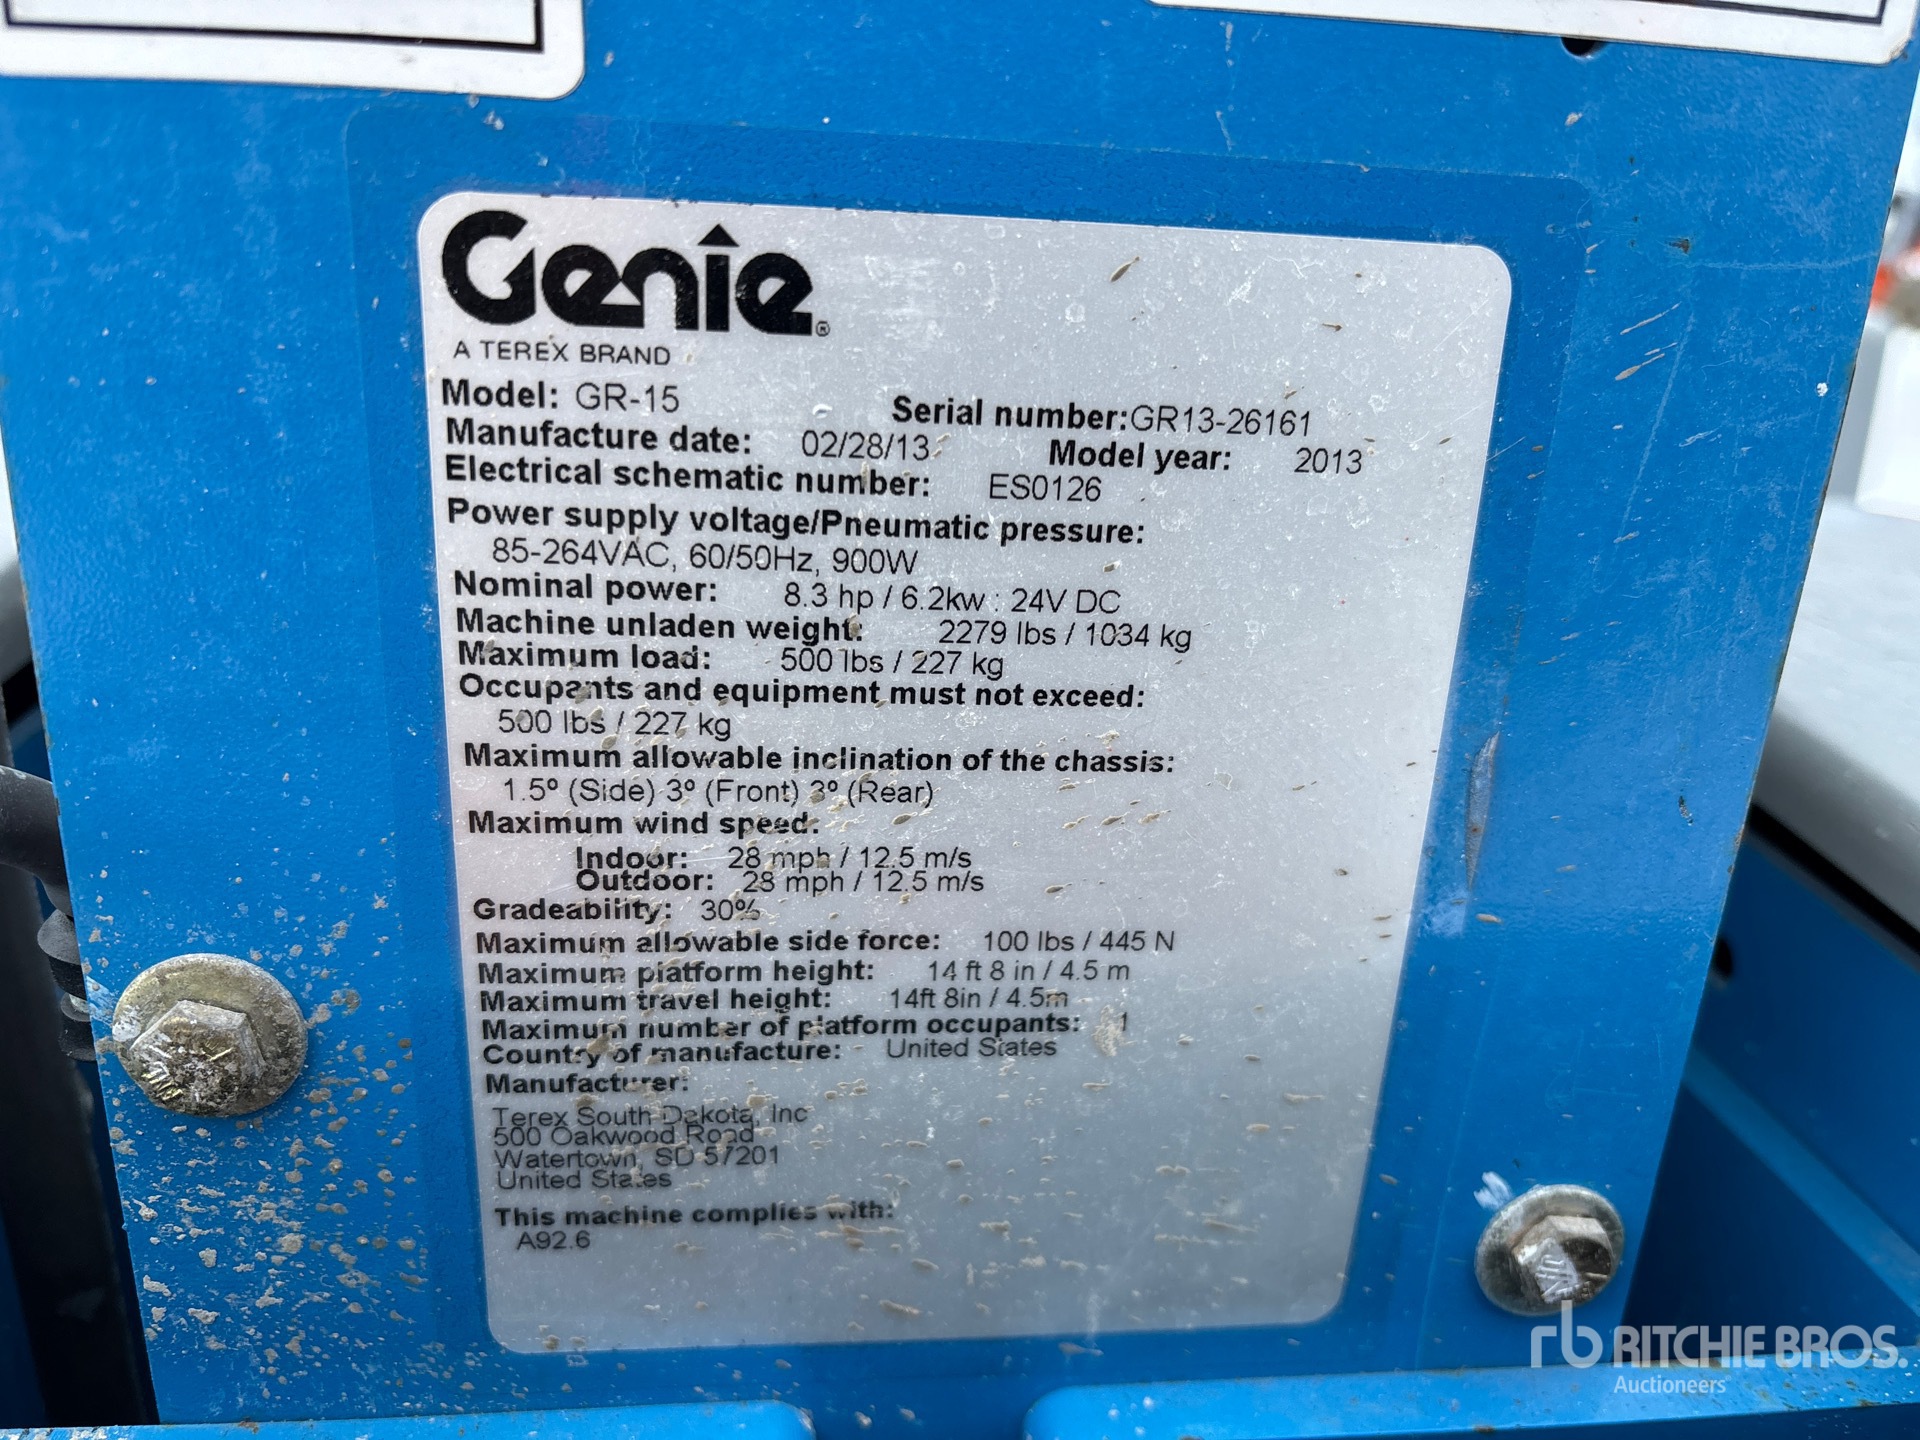 Genie®
A TEREX BRAND
Model: GR-15 Serial number:GR13-26161
Manufacture date: 02/28/13 Model year: 2013
Electrical schematic number: ES0126
Power supply voltage/Pneumatic pressure:
85-264VAC, 60/50Hz, 900W
Nominal power: 8.3 hp / 6.2kw : 24V DC
Machine unladen weight: 2279 lbs / 1034 kg
Maximum load: 500 lbs / 227 kg
Occupants and equipment must not exceed:
500 lbs / 227 kg
Maximum allowable inclination of the chassis:
1.5º (Side) 3º (Front) 3º (Rear)
Maximum wind speed:
Indoor: 28 mph / 12.5 m/s
Outdoor: 28 mph / 12.5 m/s
Gradeability: 30%
Maximum allowable side force: 100 lbs / 445 N
Maximum platform height: 14 ft 8 in / 4.5 m
Maximum travel height: 14ft 8in / 4.5m
Maximum number of platform occupants: 1
Country of manufacture: United States
Manufacturer:
Terex South Dakota, Inc
500 Oakwood Road
Watertown, SD 57201
United States
This machine complies with:
A92.6
rb RITCHIE BROS.
Auctioneers